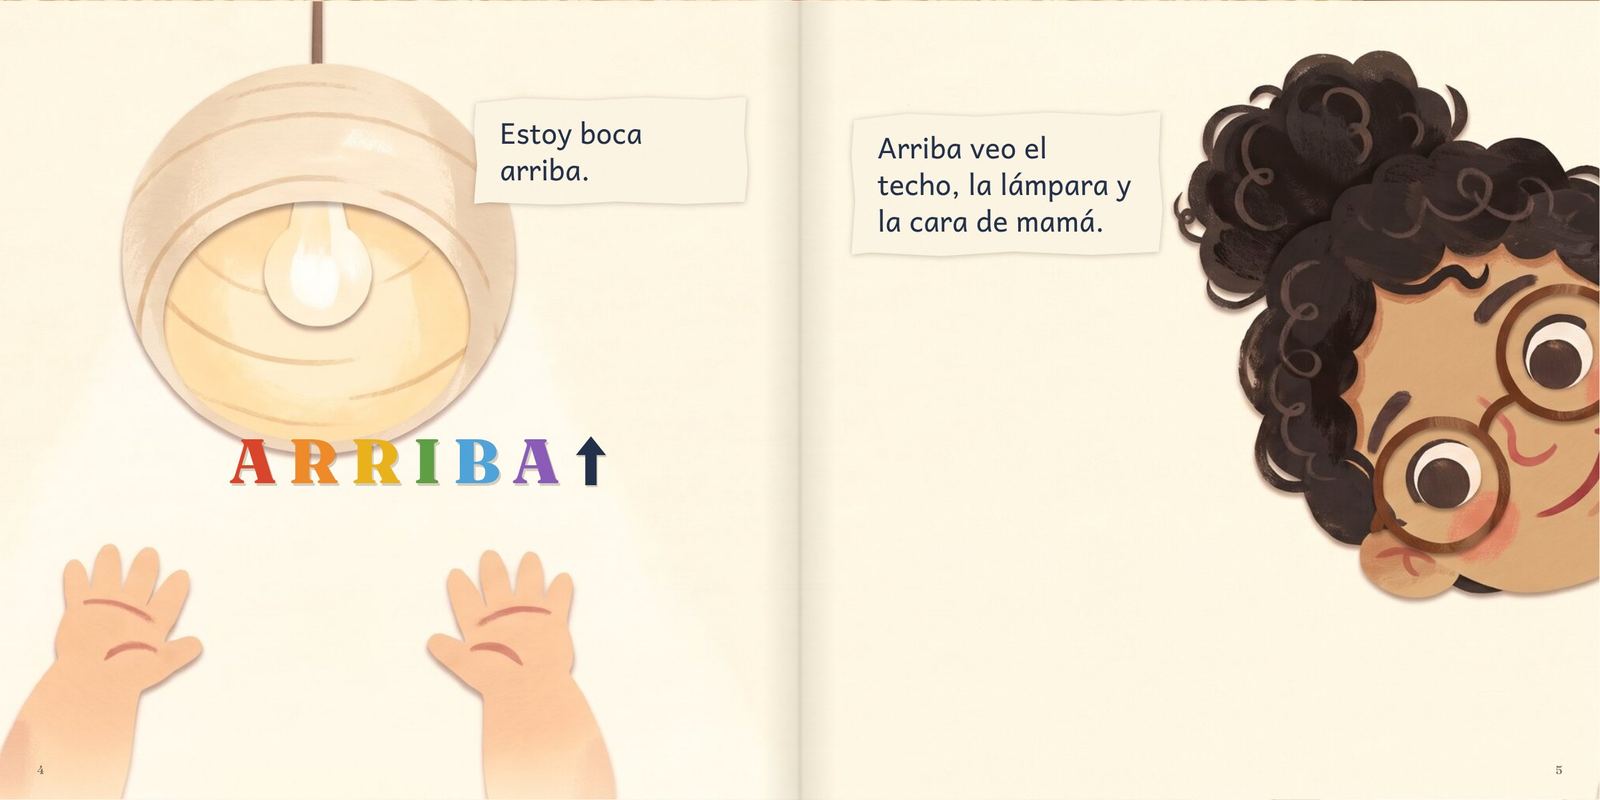 Estoy boca
arriba.
ARRIBA
4
Arriba veo el
techo, la lámpara y
la cara de mamá.
5